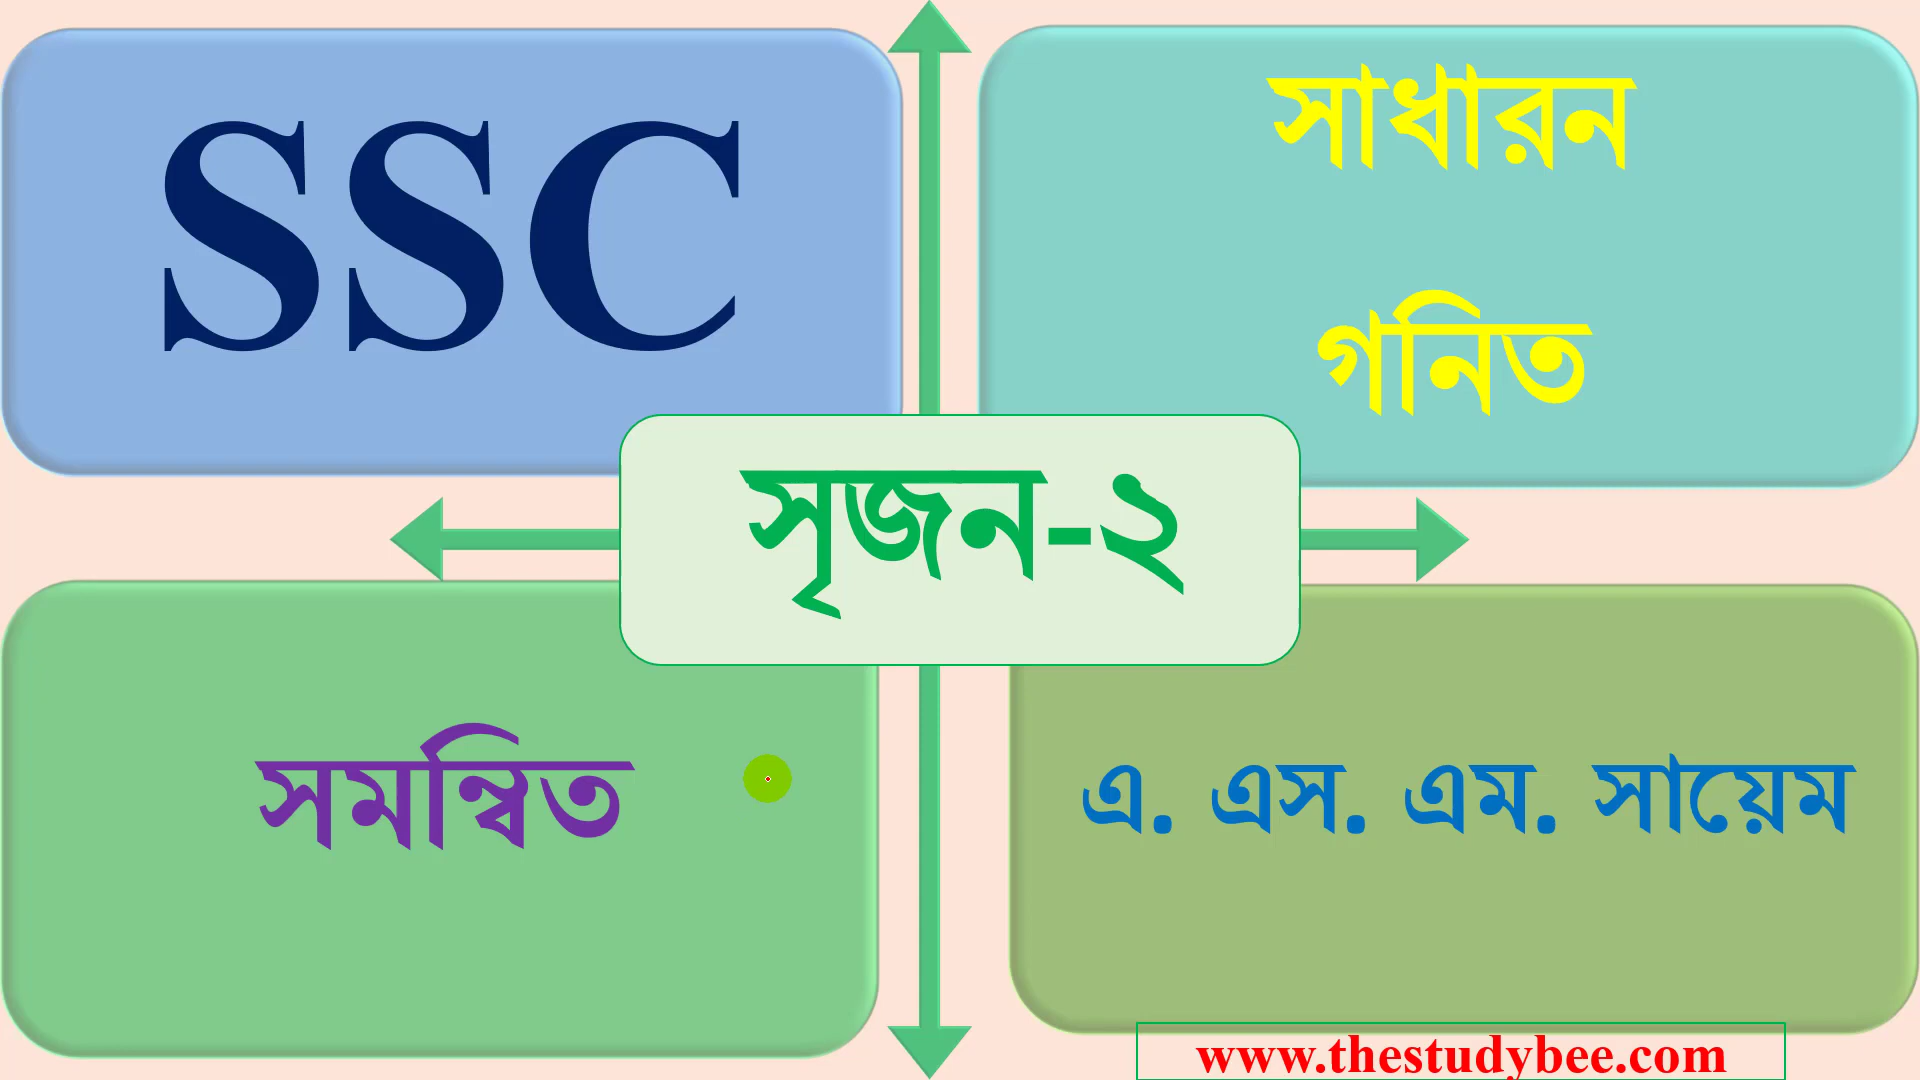 SSC
সাধারন
গনিত
সৃজন-২
সমন্বিত
এ. এস. এম. সায়েম
www.thestudybee.com